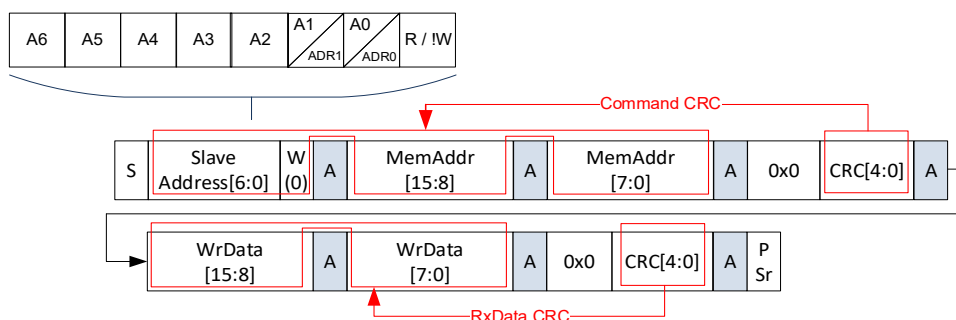 A6 A5 A4 A3 A2 A1 ADR1 A0 ADR0 R / !W
Command CRC
S Slave Address[6:0] W (0) A MemAddr [15:8] A MemAddr [7:0] A 0x0 CRC[4:0] A
WrData [15:8] A WrData [7:0] A 0x0 CRC[4:0] A P Sr
RxData CRC